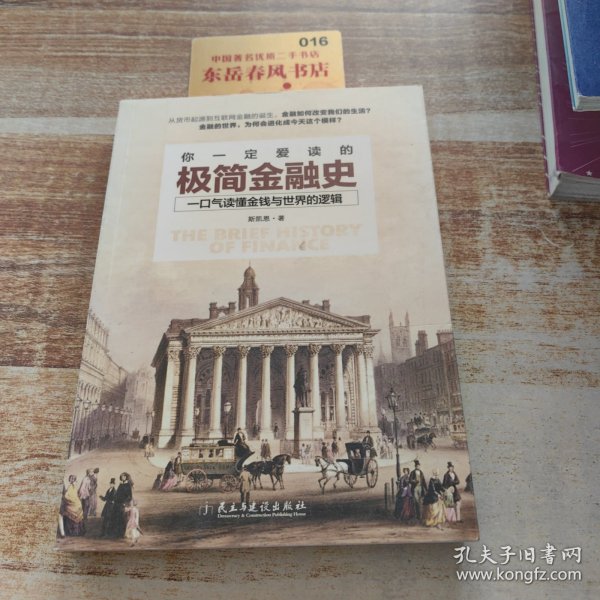 016
中国著名优质二手书店
东岳春风书店
从货币起源到互联网金融的诞生，金融如何改变我们的生活？
金融的世界，为何会进化成今天这个模样？
你一定爱读的
极简金融史
一口气读懂金钱与世界的逻辑
斯凯恩·著
THE BRIEF HISTORY
OF FINANCE
民主与建设出版社
Democracy & Construction Publishing House
孔夫子旧书网
www.kongfz.com